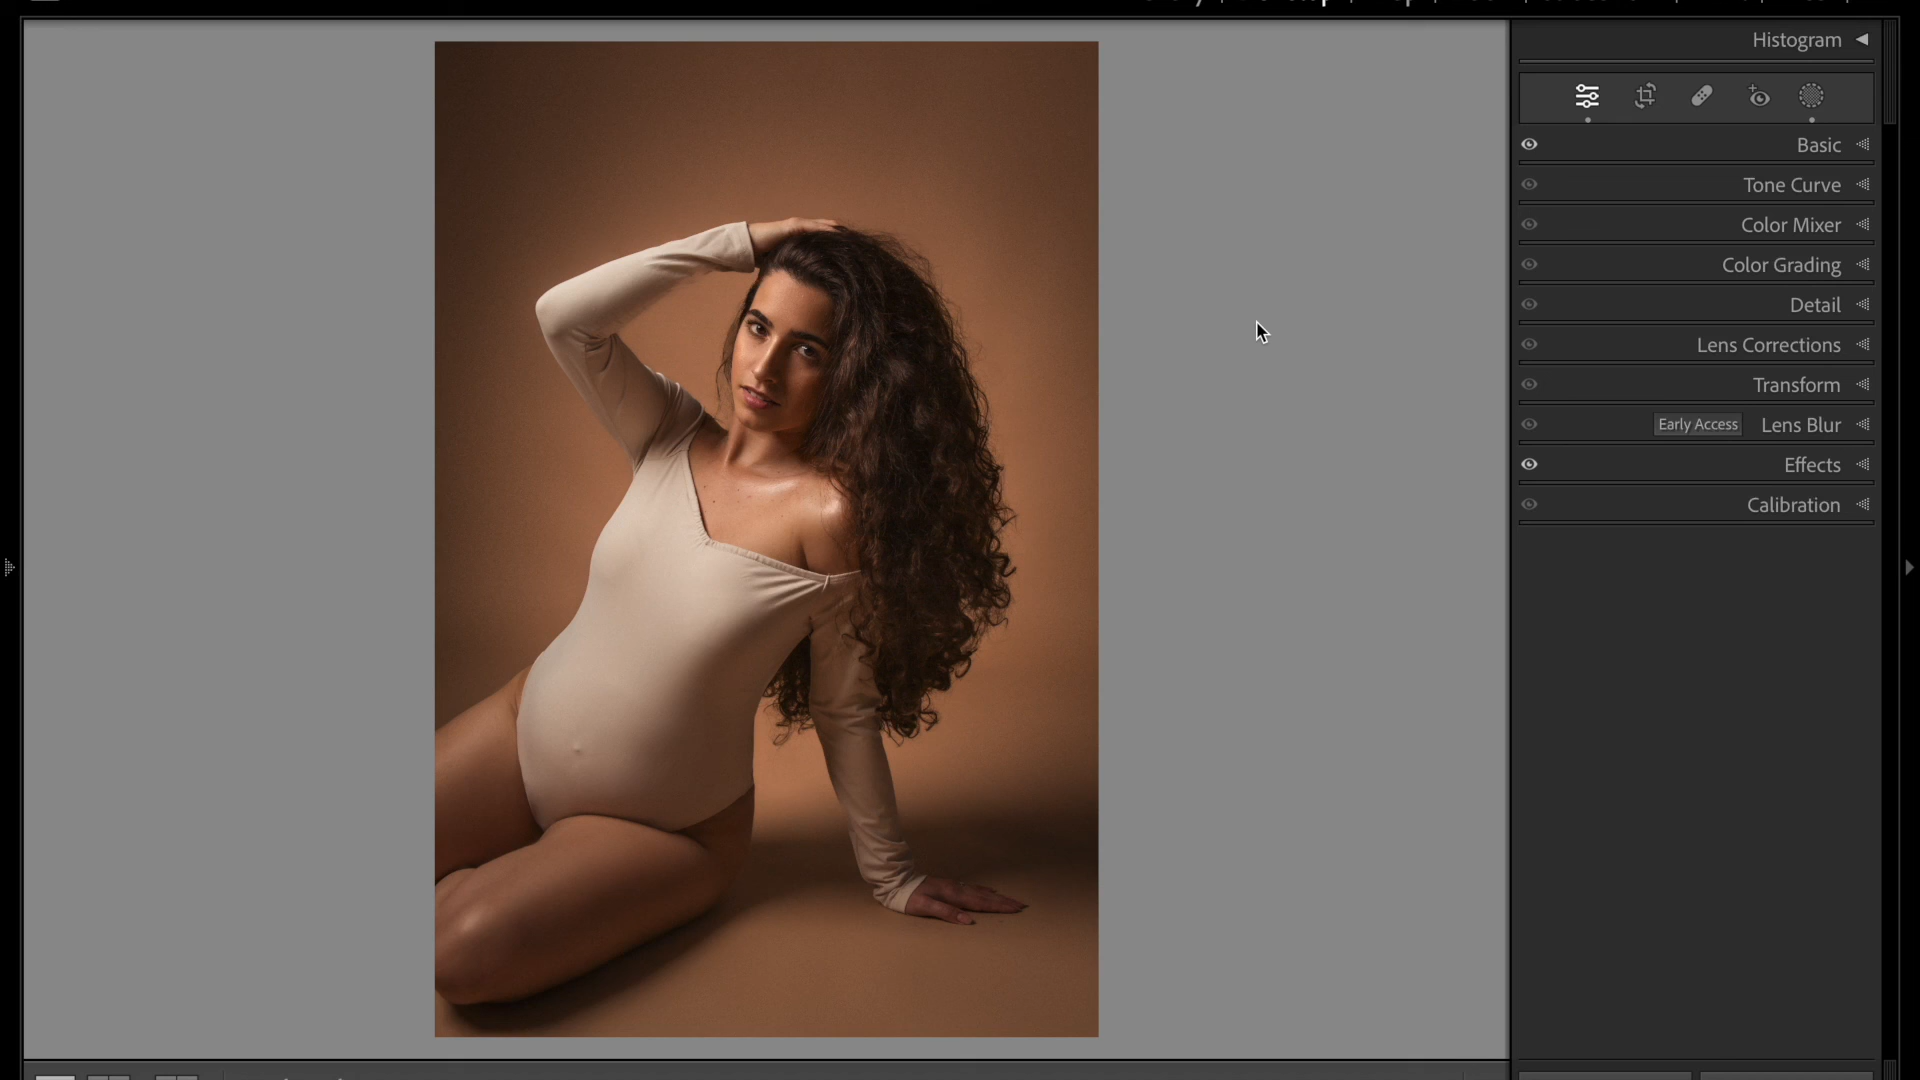 Histogram
Basic
Tone Curve
Color Mixer
Color Grading
Detail
Lens Corrections
Transform
Early Access Lens Blur
Effects
Calibration